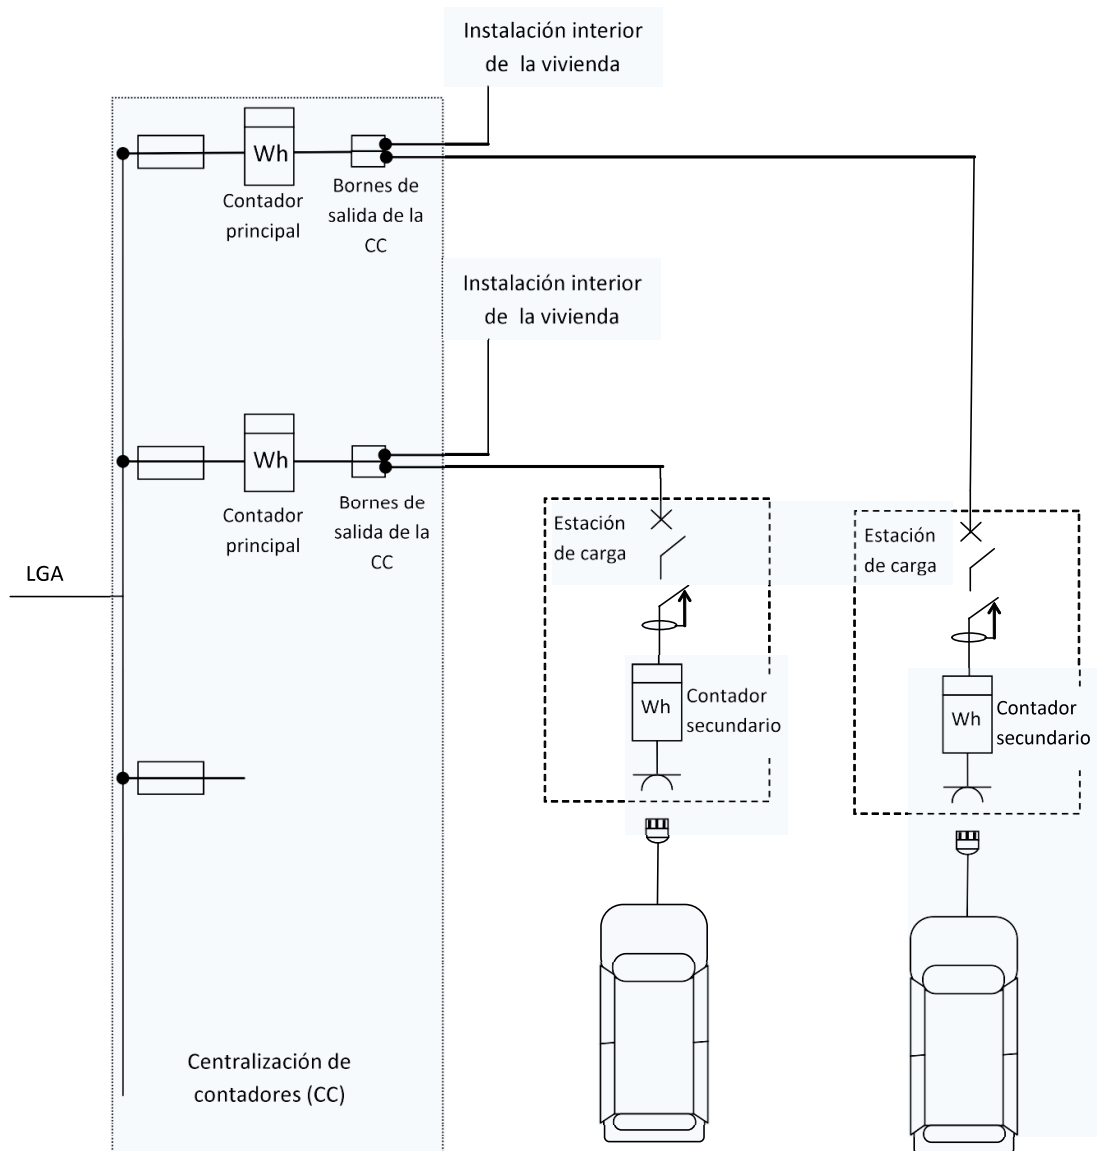 Instalación interior
de la vivienda
Wh
Contador
principal
Bornes de
salida de la
CC
Instalación interior
de la vivienda
Wh
Contador
principal
Bornes de
salida de la
CC
LGA
Estación
de carga
Wh
Contador
secundario
Estación
de carga
Wh
Contador
secundario
Centralización de
contadores (CC)